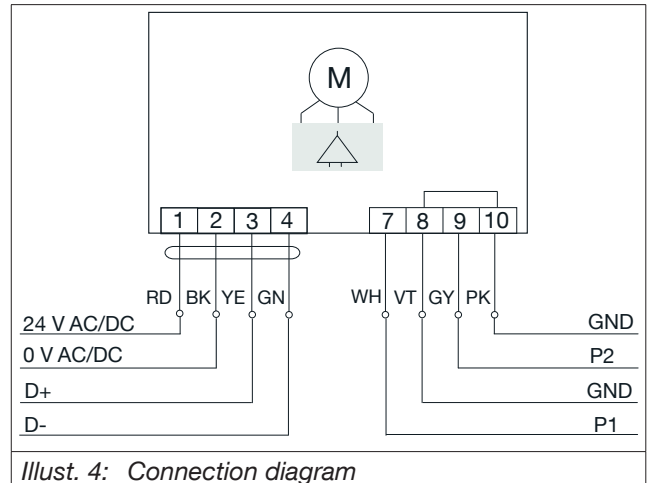 M
1 2 3 4 7 8 9 10
RD BK YE GN WH VT GY PK
24 V AC/DC GND
0 V AC/DC P2
D+ GND
D- P1
Illust. 4: Connection diagram